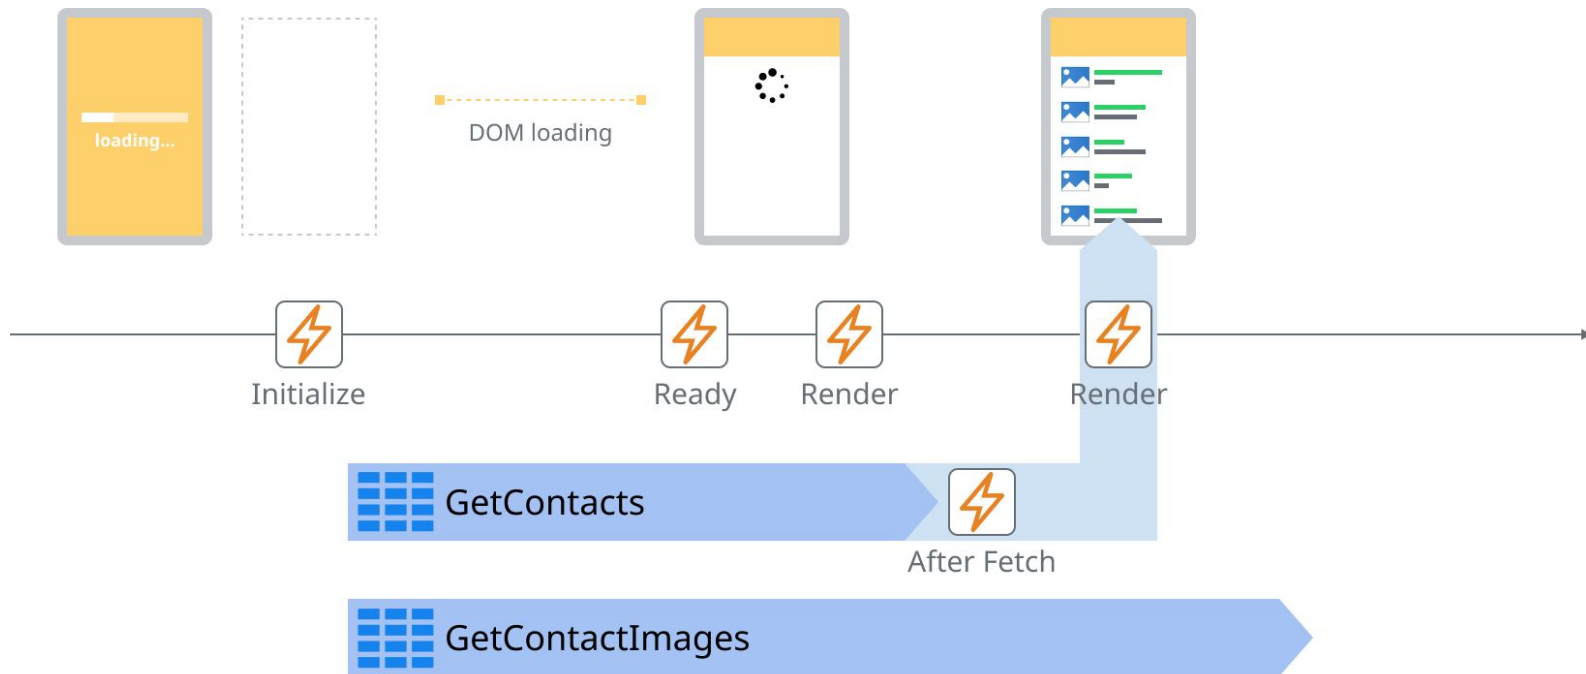 loading...
DOM loading
Initialize
Ready
Render
Render
GetContacts
After Fetch
GetContactImages